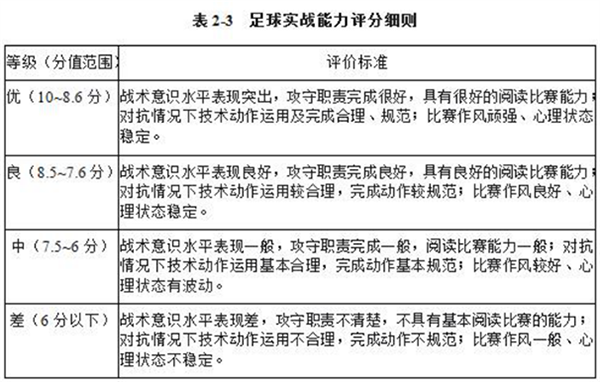 表 2-3 足球实战能力评分细则
等级（分值范围） 评价标准
优（10~8.6 分） 战术意识水平表现突出，攻守职责完成很好，具有很好的阅读比赛能力；
对抗情况下技术动作运用及完成合理、规范；比赛作风顽强、心理状态
稳定。
良（8.5~7.6 分） 战术意识水平表现良好，攻守职责完成良好，具有良好的阅读比赛能力；
对抗情况下技术动作运用较合理，完成动作较规范；比赛作风良好、心
理状态稳定。
中（7.5~6 分） 战术意识水平表现一般，攻守职责完成一般，阅读比赛能力一般；对抗
情况下技术动作运用基本合理，完成动作基本规范；比赛作风较好、心
理状态有波动。
差（6 分以下） 战术意识水平表现差，攻守职责不清楚，不具有基本阅读比赛的能力；
对抗情况下技术动作运用不合理，完成动作不规范；比赛作风一般、心
理状态不稳定。